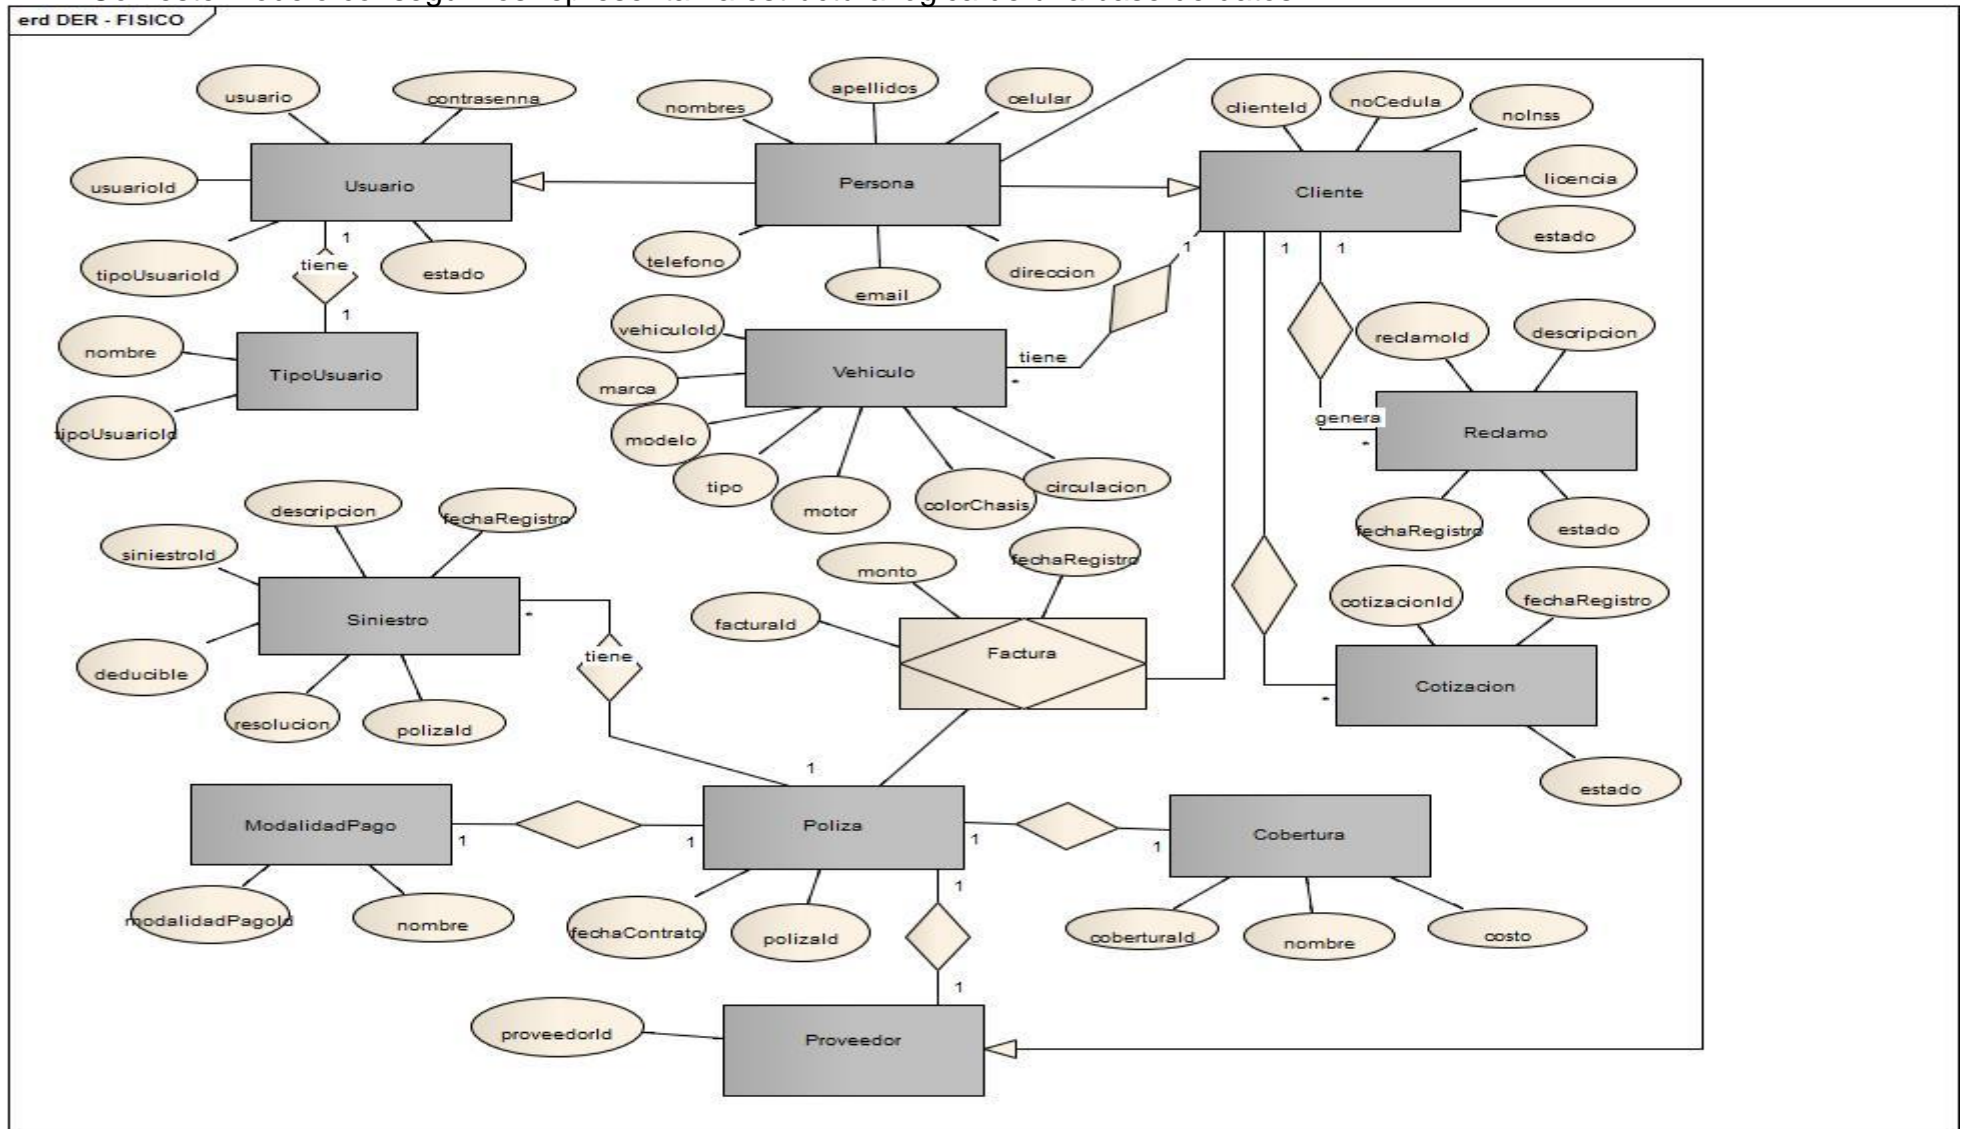 erd DER - FISICO
usuario
contrasenna
usuarioId
Usuario
tipoUsuarioId
estado
1
tiene
1
nombre
TipoUsuario
tipoUsuarioId
nombres
apellidos
celular
Persona
telefono
email
direccion
clienteId
noCedula
noInss
licencia
Cliente
estado
1
1
1
vehiculoId
marca
Vehiculo
tiene
*
modelo
tipo
motor
colorChasis
circulacion
reclamoId
descripcion
genera
*
Reclamo
fechaRegistro
estado
descripcion
fechaRegistro
siniestroId
Siniestro
*
tiene
deducible
resolucion
polizaId
monto
fechaRegistro
facturaId
Factura
cotizacionId
fechaRegistro
Cotizacion
*
estado
1
ModalidadPago
1
1
Poliza
1
1
Cobertura
modalidadPagoId
nombre
fechaContrato
polizaId
1
coberturaId
nombre
costo
1
proveedorId
Proveedor